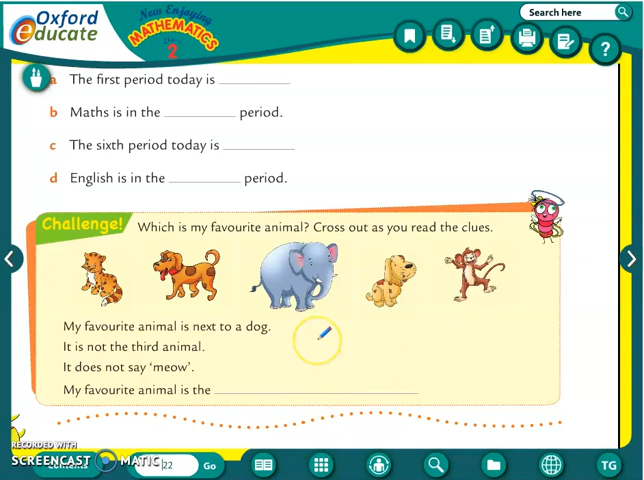 Oxford
educate
New Enjoying
MATHEMATICS
2
Search here
a The first period today is
b Maths is in the period.
c The sixth period today is
d English is in the period.
Challenge! Which is my favourite animal? Cross out as you read the clues.
My favourite animal is next to a dog.
It is not the third animal.
It does not say ‘meow’.
My favourite animal is the
RECORDED WITH
SCREENCAST MATIC
Contents 22 Go TG